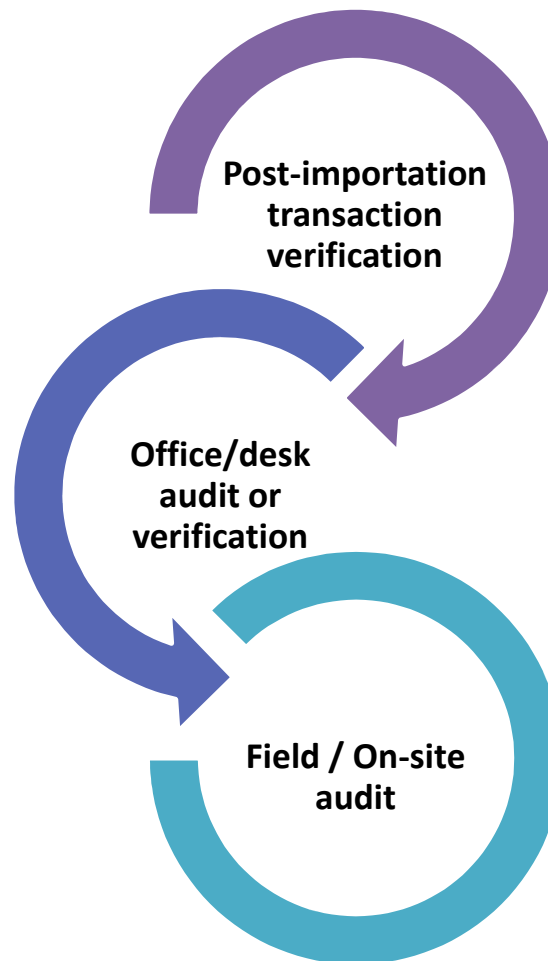 Post-importation
transaction
verification
Office/desk
audit or
verification
Field / On-site
audit